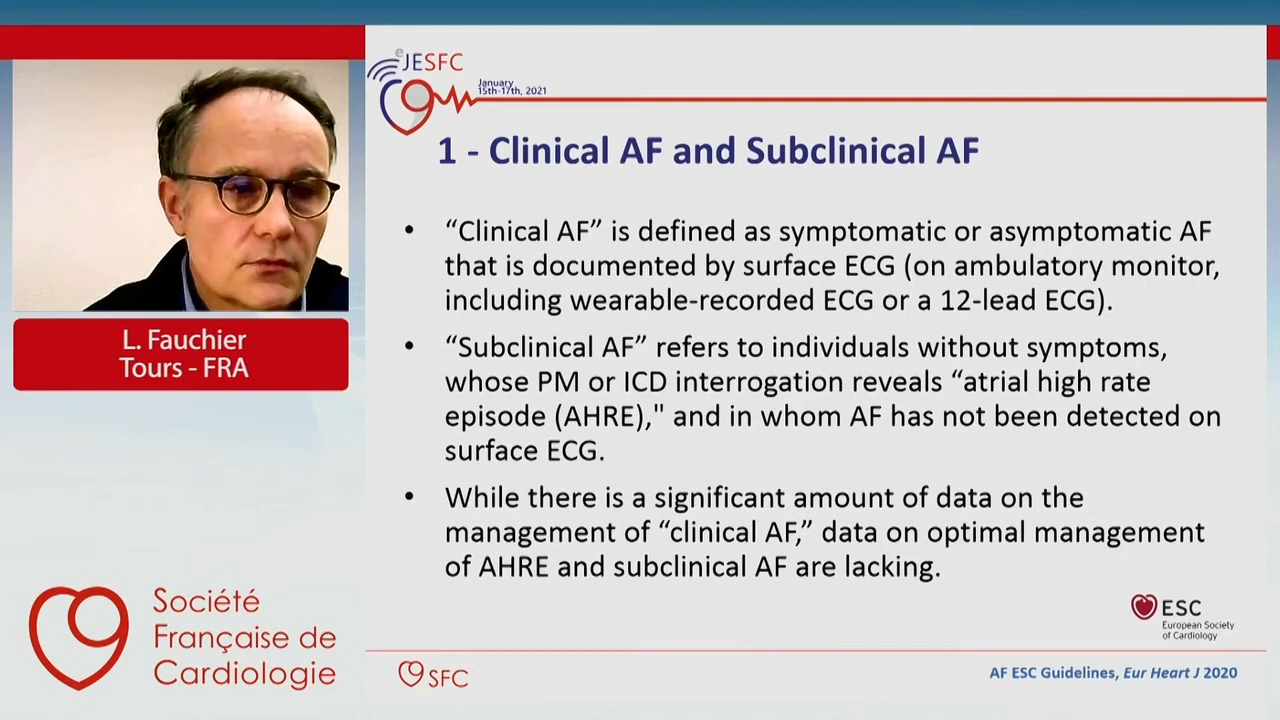 eJESFC
January
15th-17th, 2021
1 - Clinical AF and Subclinical AF
• “Clinical AF” is defined as symptomatic or asymptomatic AF
that is documented by surface ECG (on ambulatory monitor,
including wearable-recorded ECG or a 12-lead ECG).
• “Subclinical AF” refers to individuals without symptoms,
whose PM or ICD interrogation reveals “atrial high rate
episode (AHRE)," and in whom AF has not been detected on
surface ECG.
• While there is a significant amount of data on the
management of “clinical AF,” data on optimal management
of AHRE and subclinical AF are lacking.
L. Fauchier
Tours - FRA
Société
Française de
Cardiologie
ESC
European Society
of Cardiology
SFC
AF ESC Guidelines, Eur Heart J 2020